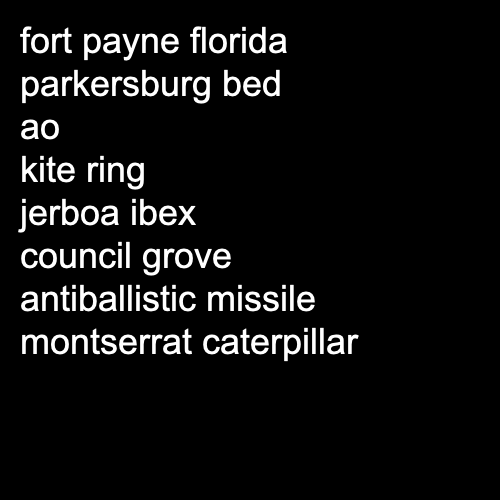 fort payne florida
parkersburg bed
ao
kite ring
jerboa ibex
council grove
antiballistic missile
montserrat caterpillar